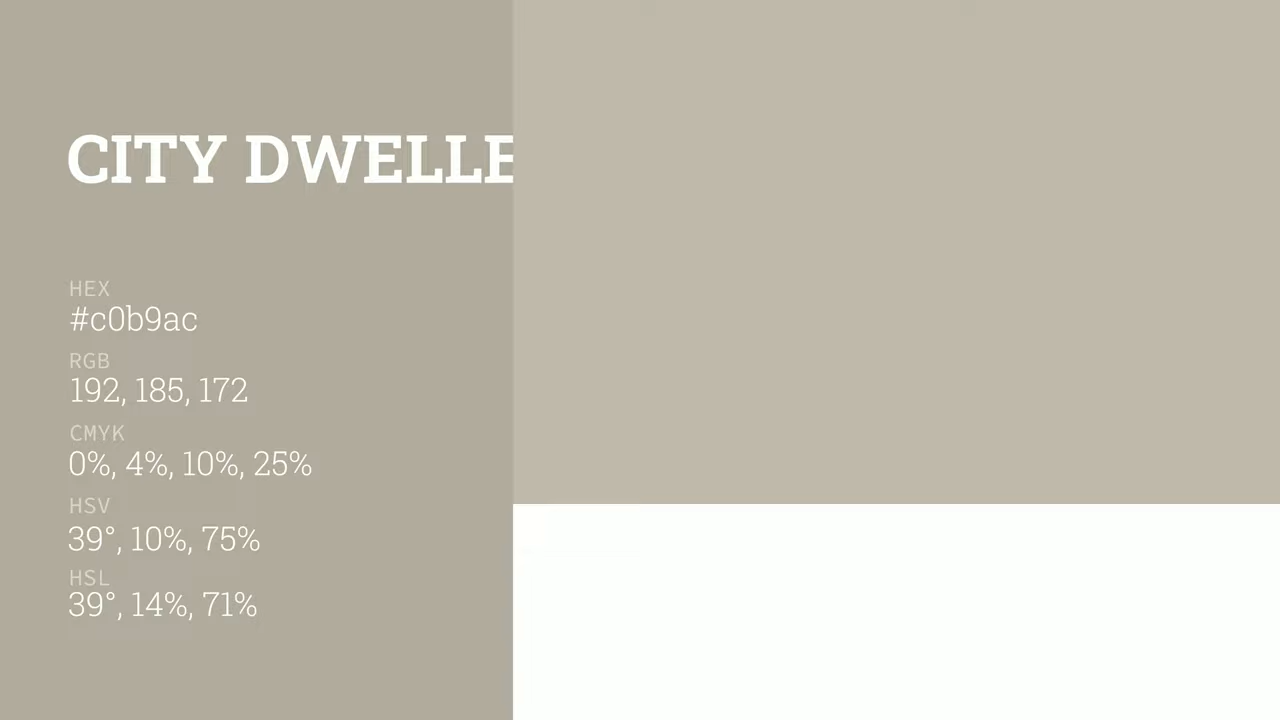 CITY DWELLE
HEX
#c0b9ac
RGB
192, 185, 172
CMYK
0%, 4%, 10%, 25%
HSV
39°, 10%, 75%
HSL
39°, 14%, 71%